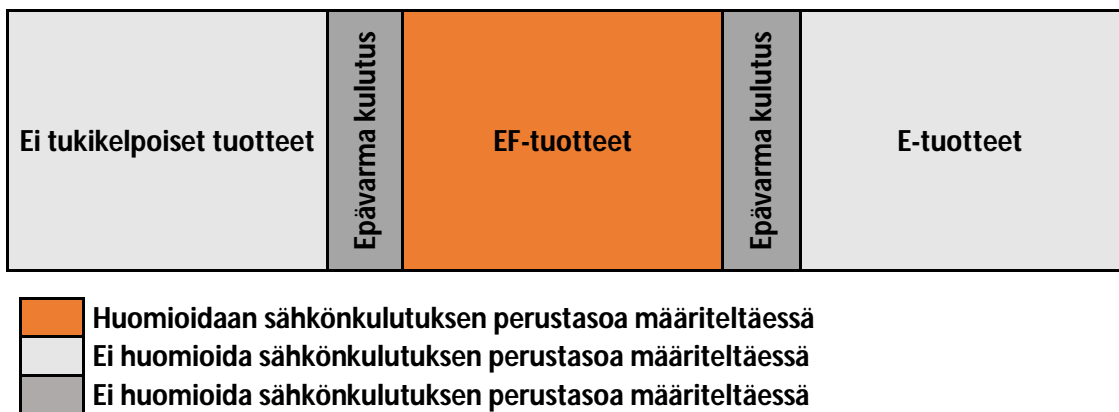 Ei tukikelpoiset tuotteet
Epävarma kulutus
EF-tuotteet
Epävarma kulutus
E-tuotteet
Huomioidaan sähkönkulutuksen perustasoa määriteltäessä
Ei huomioida sähkönkulutuksen perustasoa määriteltäessä
Ei huomioida sähkönkulutuksen perustasoa määriteltäessä